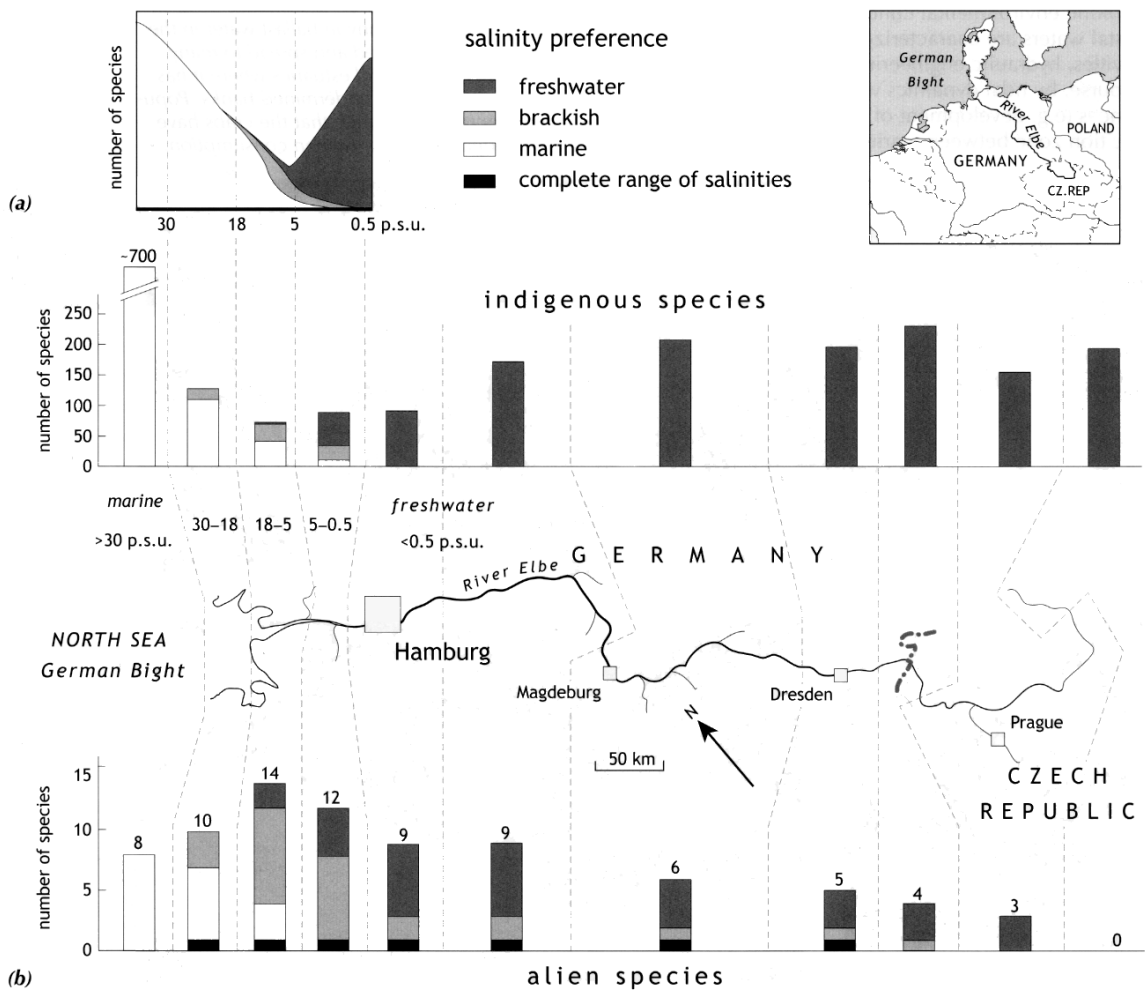 number of species
30
18
5
0.5 p.s.u.
(a)
salinity preference
freshwater
brackish
marine
complete range of salinities
German
Bight
River Elbe
POLAND
GERMANY
CZ.REP
~700
indigenous species
number of species
250
200
150
100
50
0
marine
>30 p.s.u.
30–18
18–5
5–0.5
freshwater
<0.5 p.s.u.
GERMANY
River Elbe
NORTH SEA
German Bight
Hamburg
Magdeburg
Dresden
Prague
N
50 km
CZECH
REPUBLIC
number of species
15
10
5
0
8
10
14
12
9
9
6
5
4
3
0
(b)
alien species